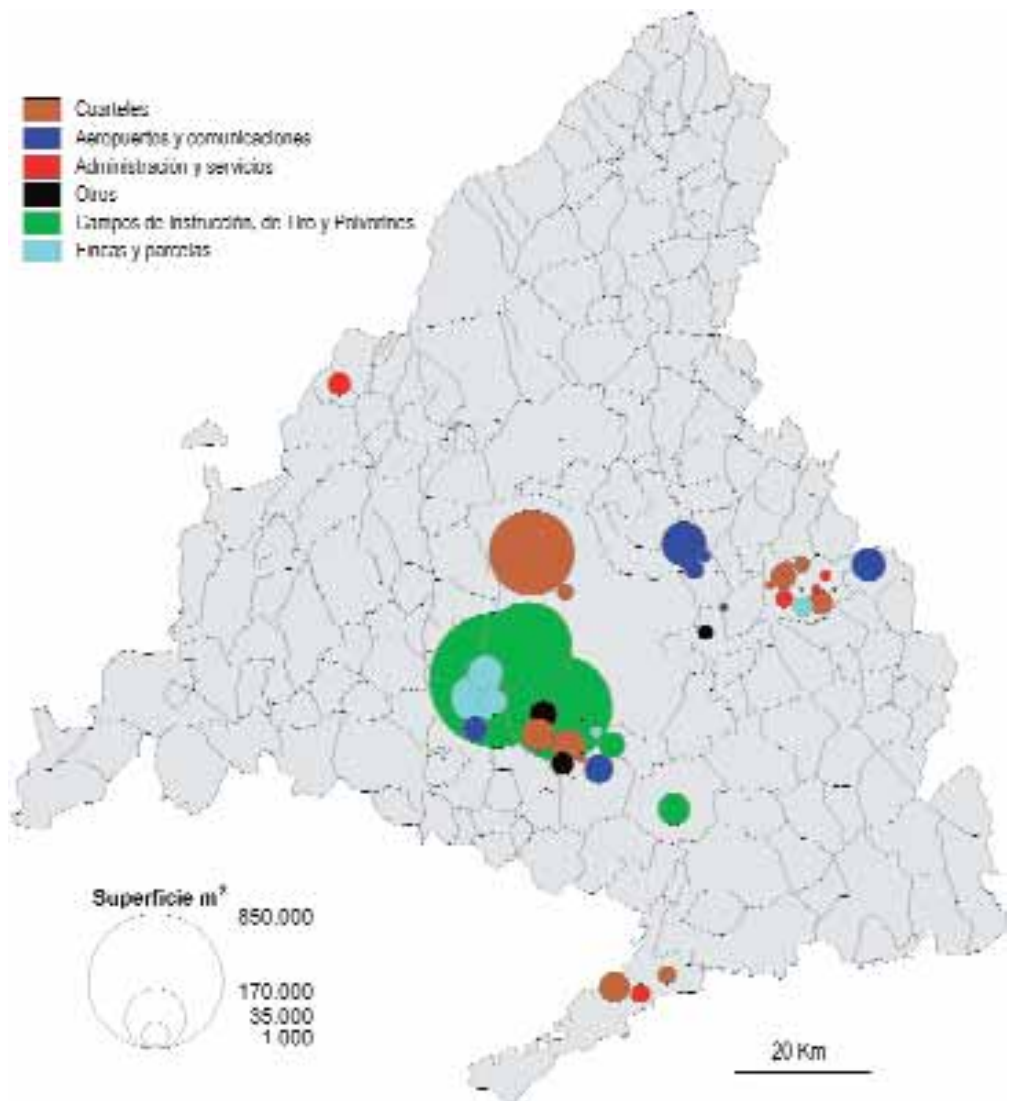 Cuarteles
Aeropuertos y comunicaciones
Administración y servicios
Otros
Campos de Instrucción, de Tiro y Polvorines
Fincas y parcelas
Superficie m²
850.000
170.000
35.000
1 000
20 Km